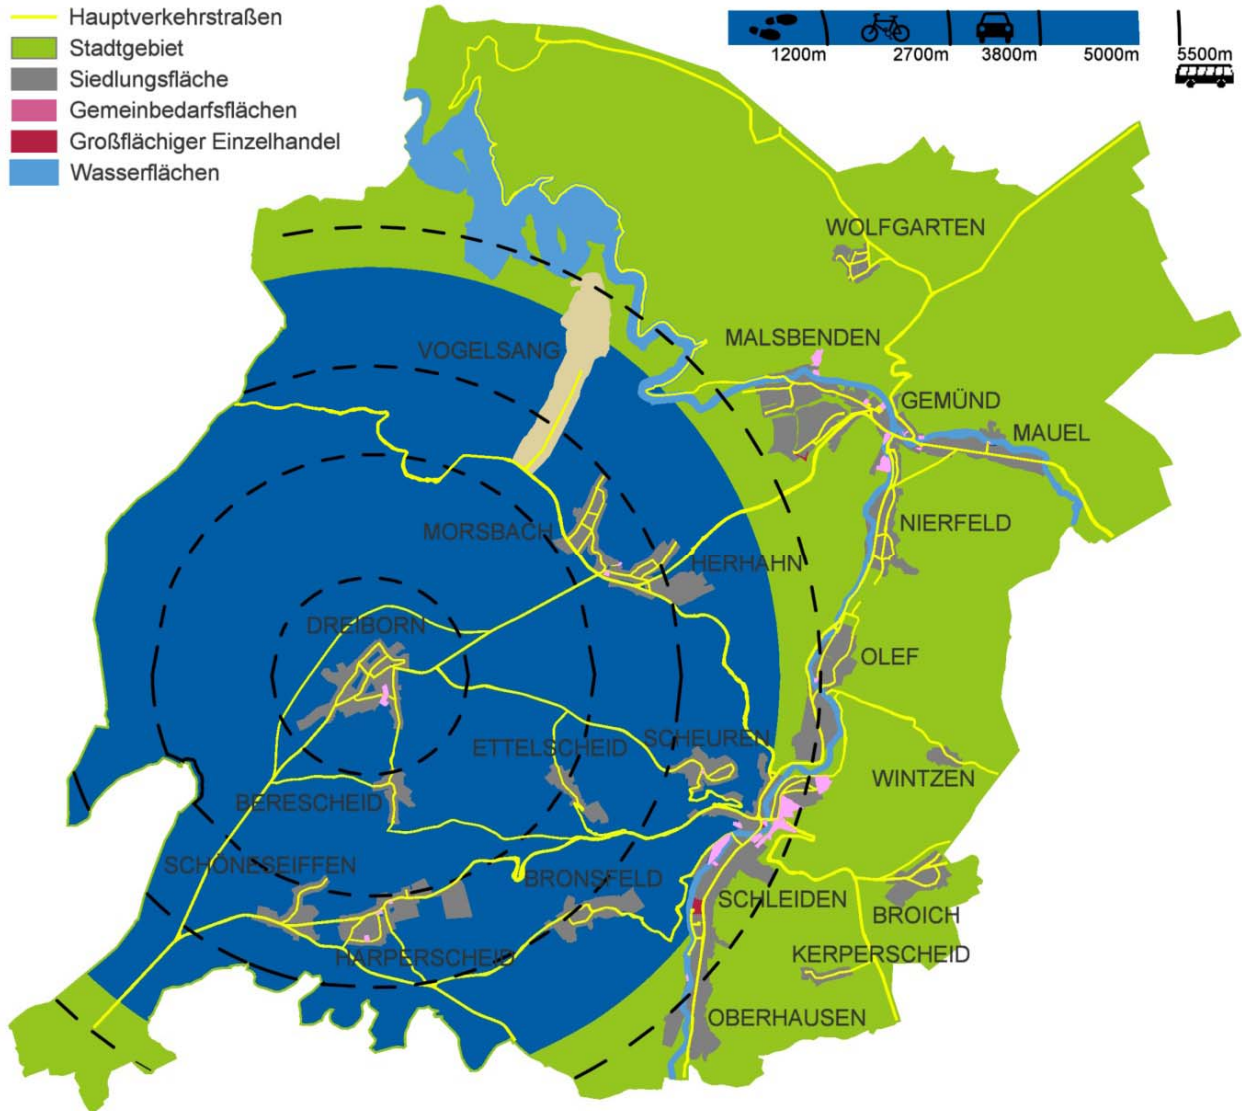 Hauptverkehrstraßen
Stadtgebiet
Siedlungsfläche
Gemeinbedarfsflächen
Großflächiger Einzelhandel
Wasserflächen
1200m 2700m 3800m 5000m 5500m
WOLFGARTEN
MALSBENDEN
VOGELSANG
GEMÜND
MAUEL
NIERFELD
MORSBACH
HERHAHN
DREIBORN
OLEF
ETTELSCHEID
SCHEUREN
WINTZEN
BERESCHEID
SCHÖNESEIFFEN
BRONSFELD
SCHLEIDEN
BROICH
HARPERSCHEID
KERPERSCHEID
OBERHAUSEN